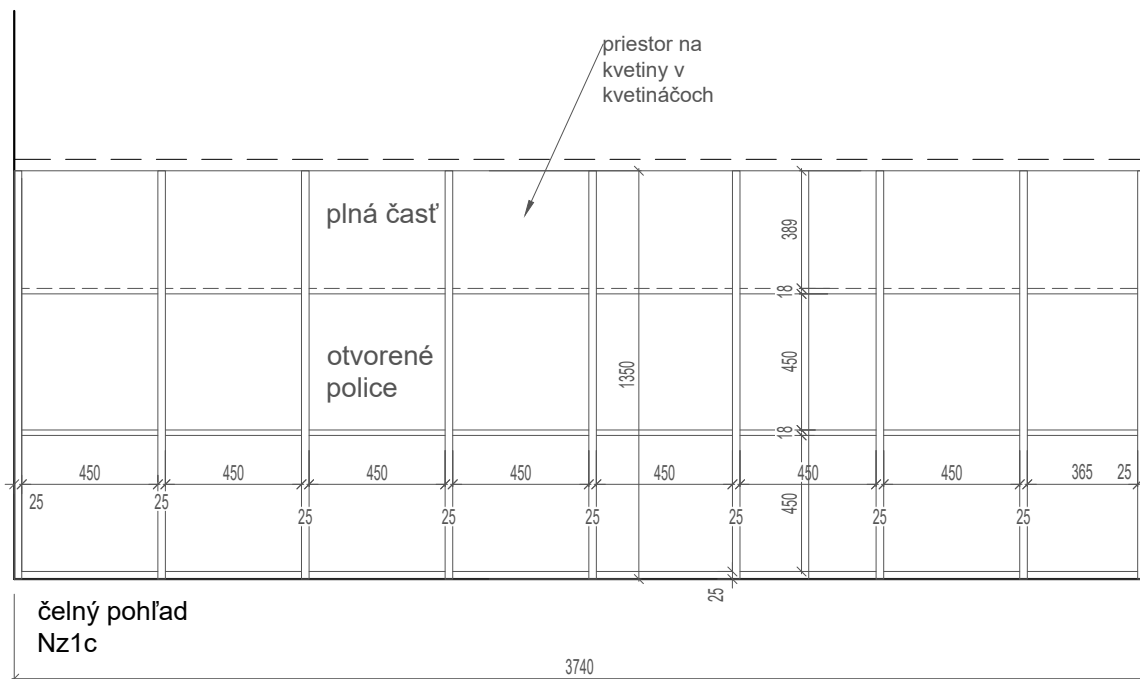 priestor na
kvetiny v
kvetináčoch
plná časť
389
18
otvorené
police
1350
450
18
450 450 450 450 450 450 450 365 25
25 25 25 25 25 25 25 25
450
25
čelný pohľad
Nz1c
3740